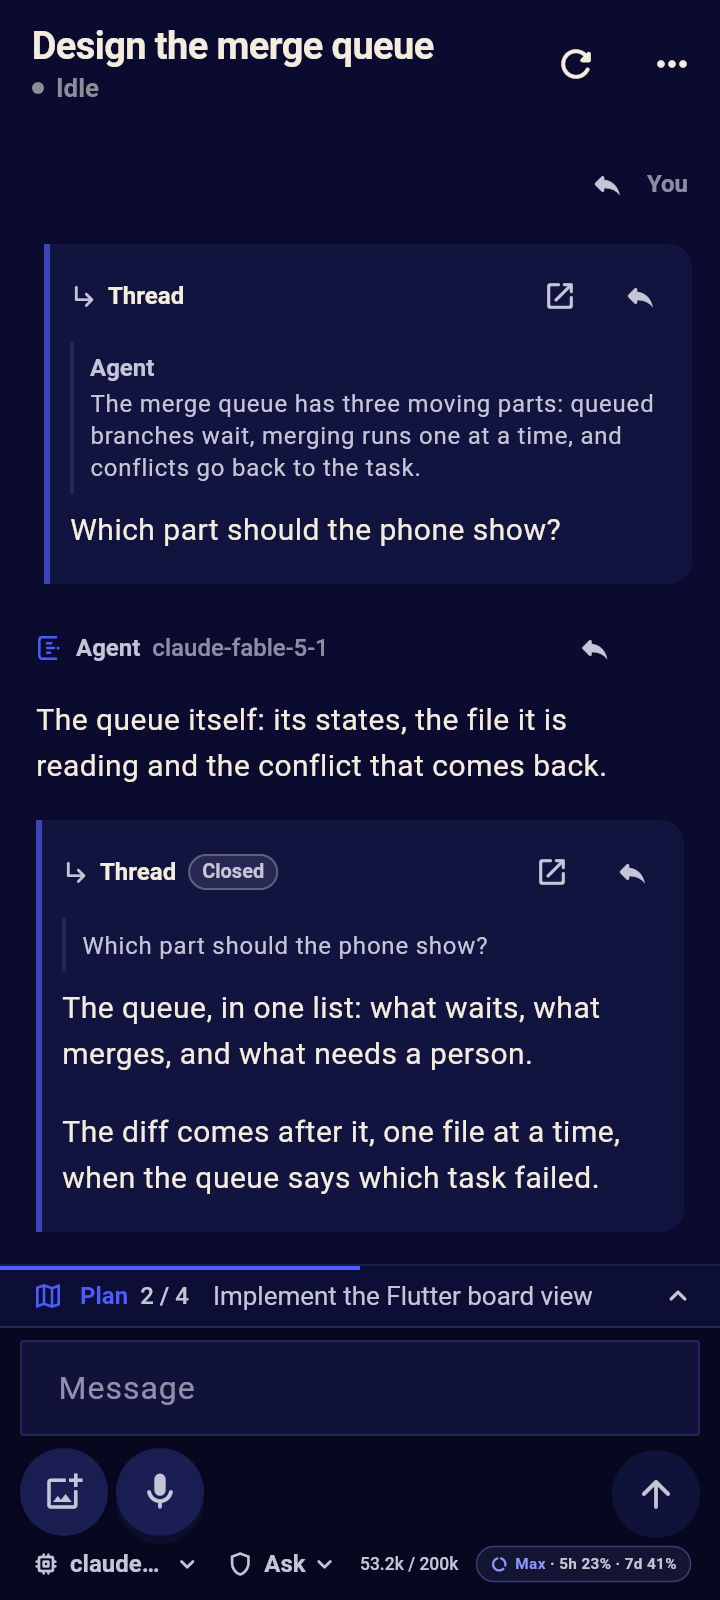 Design the merge queue
Idle
You
Thread
Agent
The merge queue has three moving parts: queued
branches wait, merging runs one at a time, and
conflicts go back to the task.
Which part should the phone show?
Agent claude-fable-5-1
The queue itself: its states, the file it is
reading and the conflict that comes back.
Thread Closed
Which part should the phone show?
The queue, in one list: what waits, what
merges, and what needs a person.
The diff comes after it, one file at a time,
when the queue says which task failed.
Plan 2 / 4 Implement the Flutter board view
Message
claude... Ask 53.2k / 200k Max · 5h 23% · 7d 41%